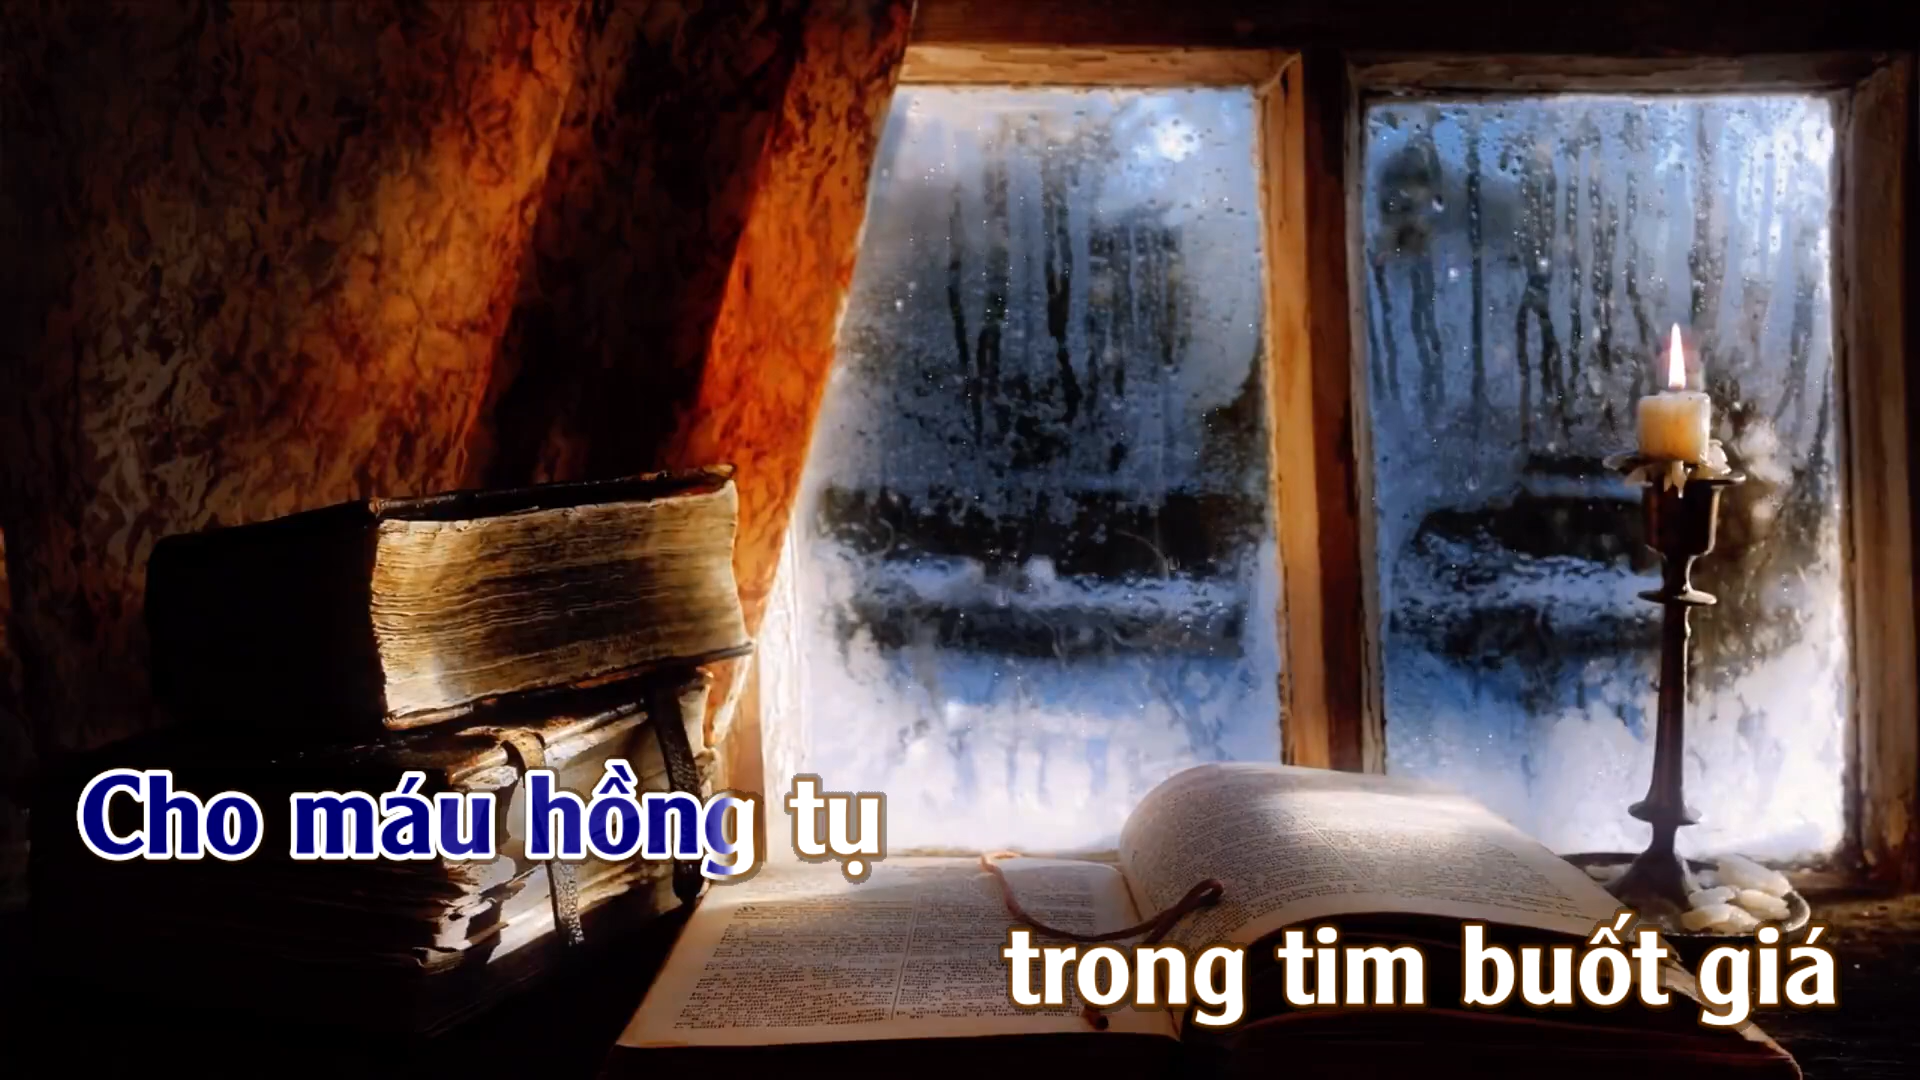 Cho máu hồng tụ
trong tim buốt giá